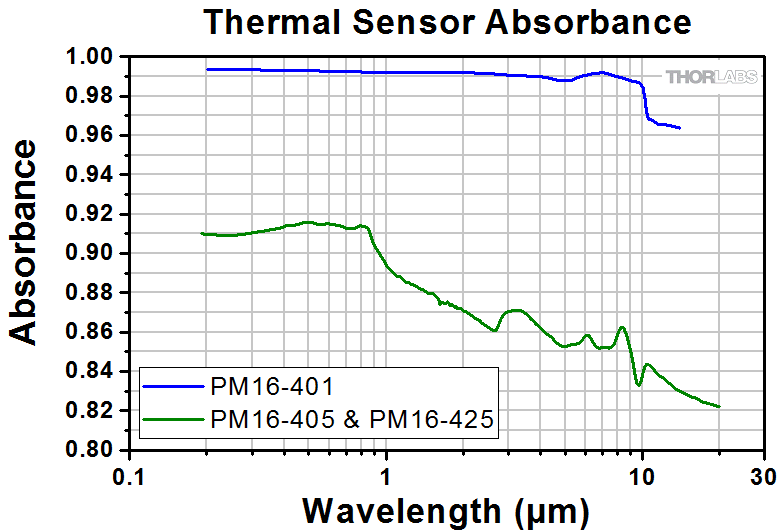 Thermal Sensor Absorbance
1.00
0.98
0.96
0.94
0.92
0.90
0.88
0.86
0.84
0.82
0.80
Absorbance
THORLABS
PM16-401
PM16-405 & PM16-425
0.1
1
10
30
Wavelength (µm)